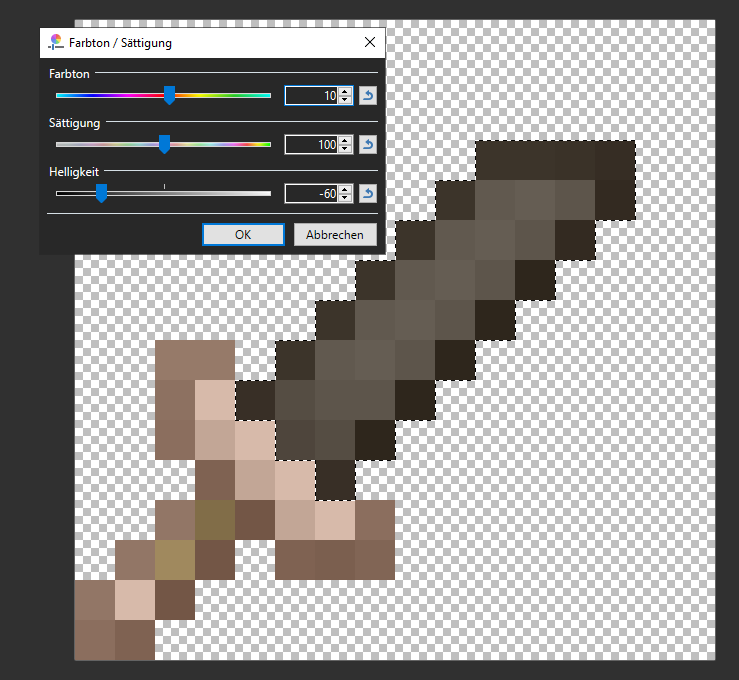 Farbton / Sättigung
Farbton
10
Sättigung
100
Helligkeit
-60
OK
Abbrechen